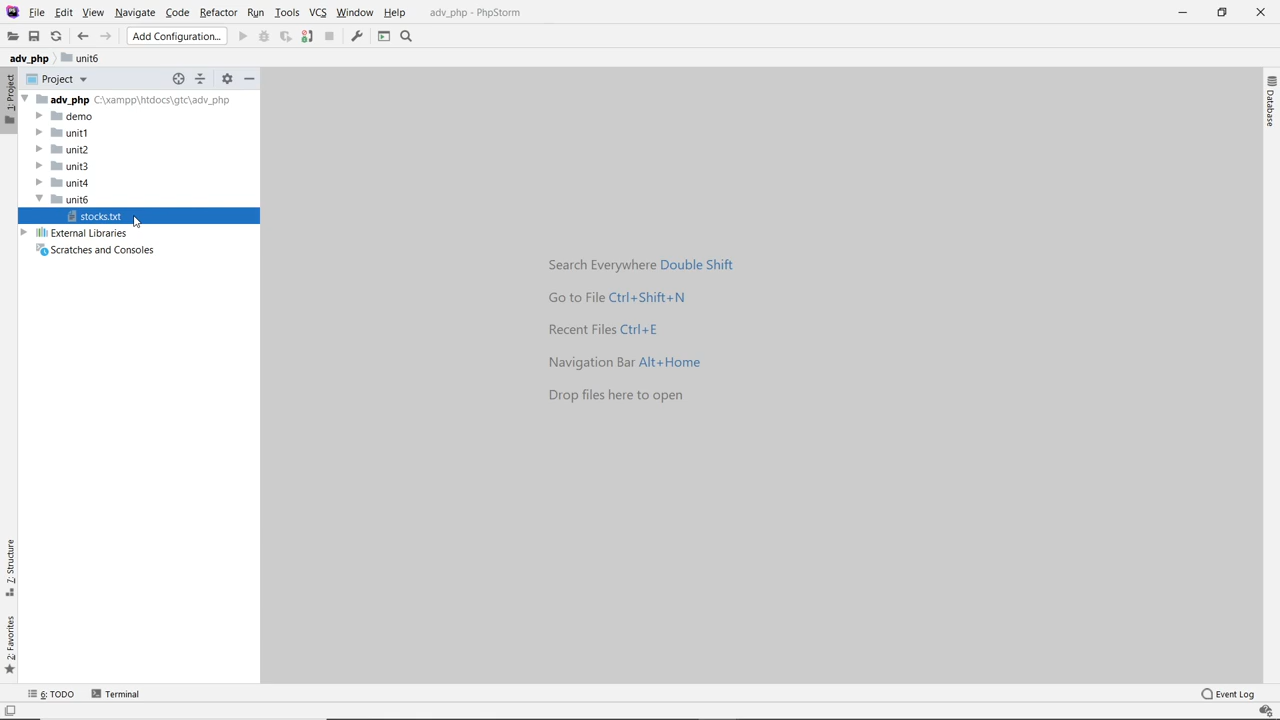 File Edit View Navigate Code Refactor Run Tools VCS Window Help adv_php - PhpStorm
Add Configuration...
adv_php unit6
1: Project
Project
adv_php C:\xampp\htdocs\gtc\adv_php
demo
unit1
unit2
unit3
unit4
unit6
stocks.txt
External Libraries
Scratches and Consoles
Search Everywhere Double Shift
Go to File Ctrl+Shift+N
Recent Files Ctrl+E
Navigation Bar Alt+Home
Drop files here to open
Database
7: Structure
2: Favorites
6: TODO Terminal Event Log